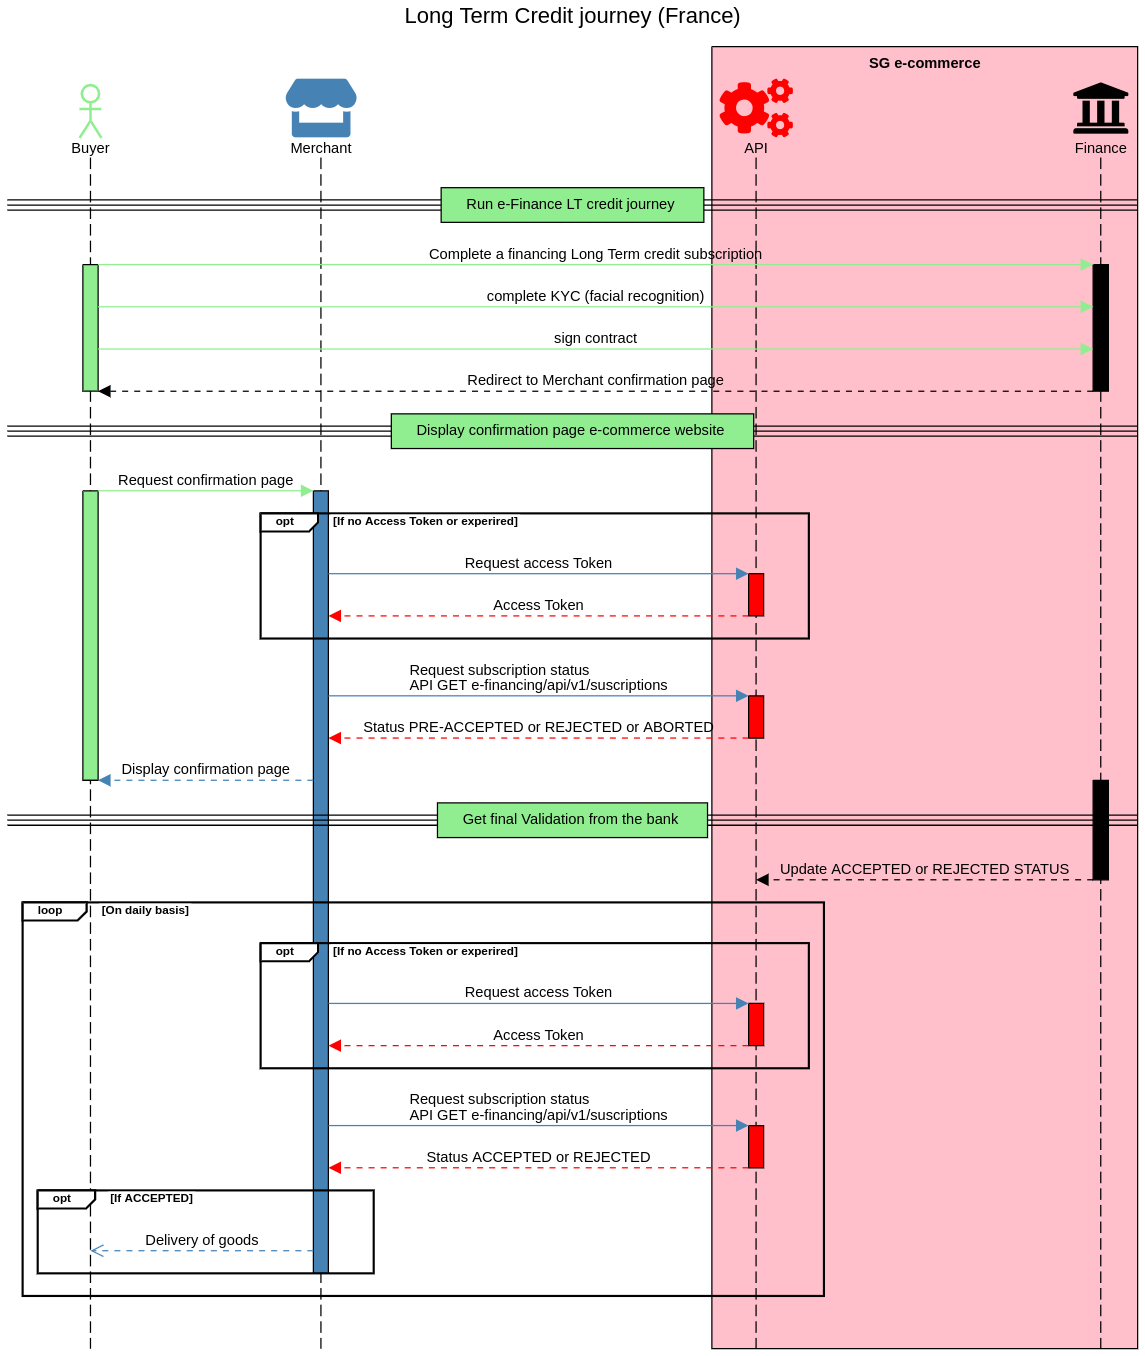 Long Term Credit journey (France)
SG e-commerce
Buyer
Merchant
API
Finance
Run e-Finance LT credit journey
Complete a financing Long Term credit subscription
complete KYC (facial recognition)
sign contract
Redirect to Merchant confirmation page
Display confirmation page e-commerce website
Request confirmation page
opt
[If no Access Token or experired]
Request access Token
Access Token
Request subscription status
API GET e-financing/api/v1/suscriptions
Status PRE-ACCEPTED or REJECTED or ABORTED
Display confirmation page
Get final Validation from the bank
Update ACCEPTED or REJECTED STATUS
loop
[On daily basis]
opt
[If no Access Token or experired]
Request access Token
Access Token
Request subscription status
API GET e-financing/api/v1/suscriptions
Status ACCEPTED or REJECTED
opt
[If ACCEPTED]
Delivery of goods